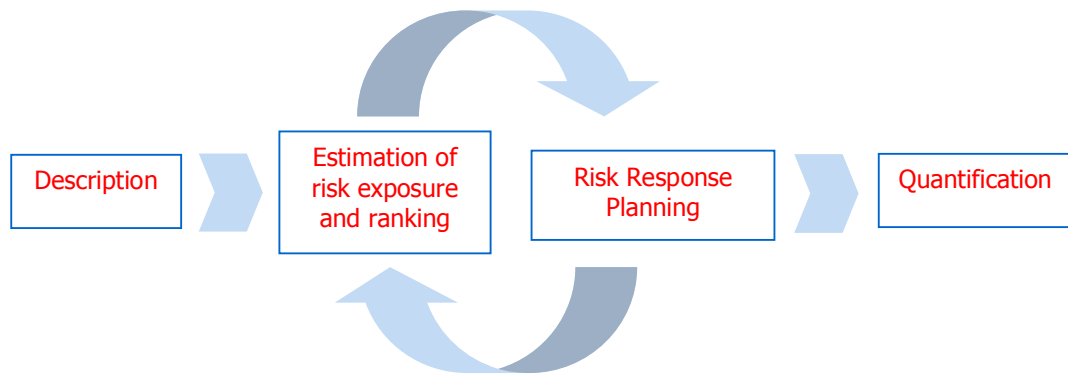 Description
Estimation of
risk exposure
and ranking
Risk Response
Planning
Quantification